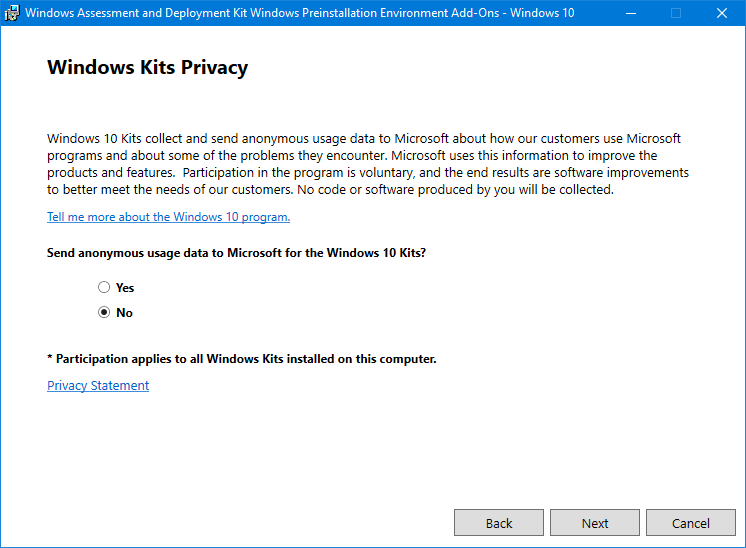 Windows Assessment and Deployment Kit Windows Preinstallation Environment Add-Ons - Windows 10
Windows Kits Privacy
Windows 10 Kits collect and send anonymous usage data to Microsoft about how our customers use Microsoft
programs and about some of the problems they encounter. Microsoft uses this information to improve the
products and features.  Participation in the program is voluntary, and the end results are software improvements
to better meet the needs of our customers. No code or software produced by you will be collected.
Tell me more about the Windows 10 program.
Send anonymous usage data to Microsoft for the Windows 10 Kits?
Yes
No
* Participation applies to all Windows Kits installed on this computer.
Privacy Statement
Back Next Cancel